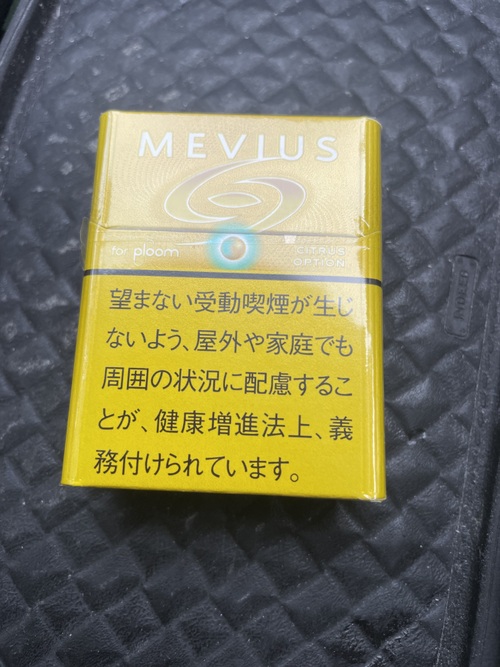 MEVIUS
for ploom
CITRUS
OPTION
望まない受動喫煙が生じ
ないよう、屋外や家庭でも
周囲の状況に配慮するこ
とが、健康増進法上、義
務付けられています。